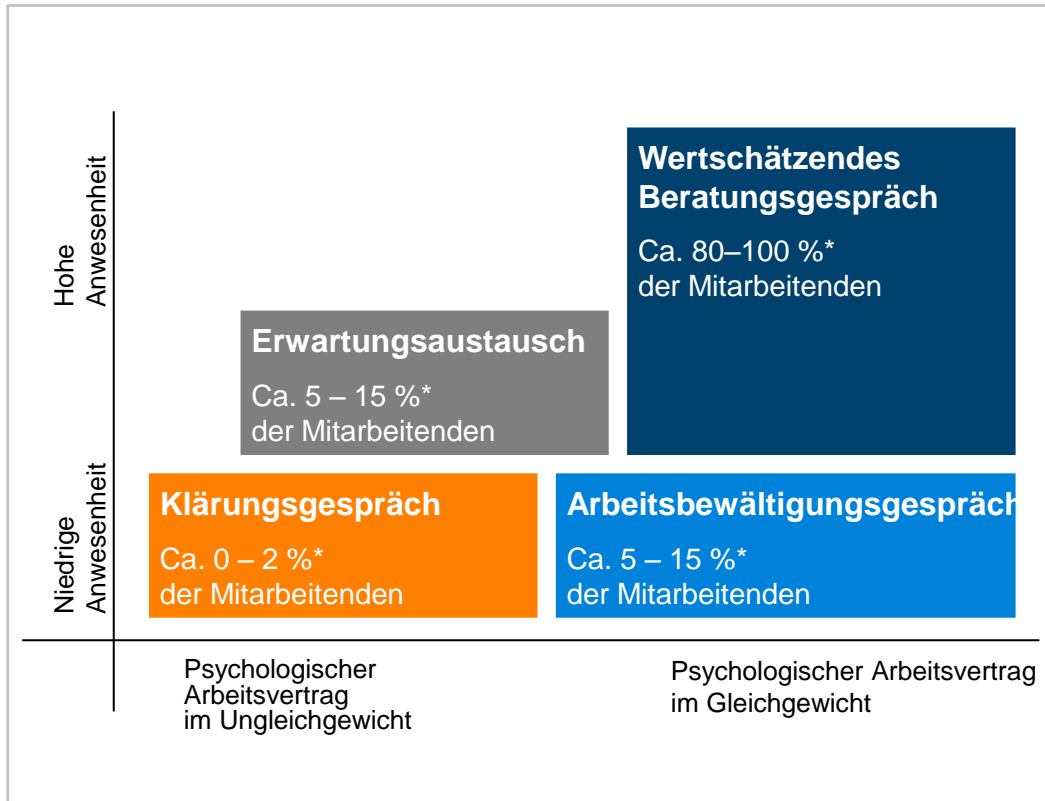 Hohe
Anwesenheit
Wertschätzendes
Beratungsgespräch
Ca. 80–100 %*
der Mitarbeitenden
Erwartungsaustausch
Ca. 5 – 15 %*
der Mitarbeitenden
Niedrige
Anwesenheit
Klärungsgespräch
Ca. 0 – 2 %*
der Mitarbeitenden
Arbeitsbewältigungsgespräch
Ca. 5 – 15 %*
der Mitarbeitenden
Psychologischer
Arbeitsvertrag
im Ungleichgewicht
Psychologischer Arbeitsvertrag
im Gleichgewicht